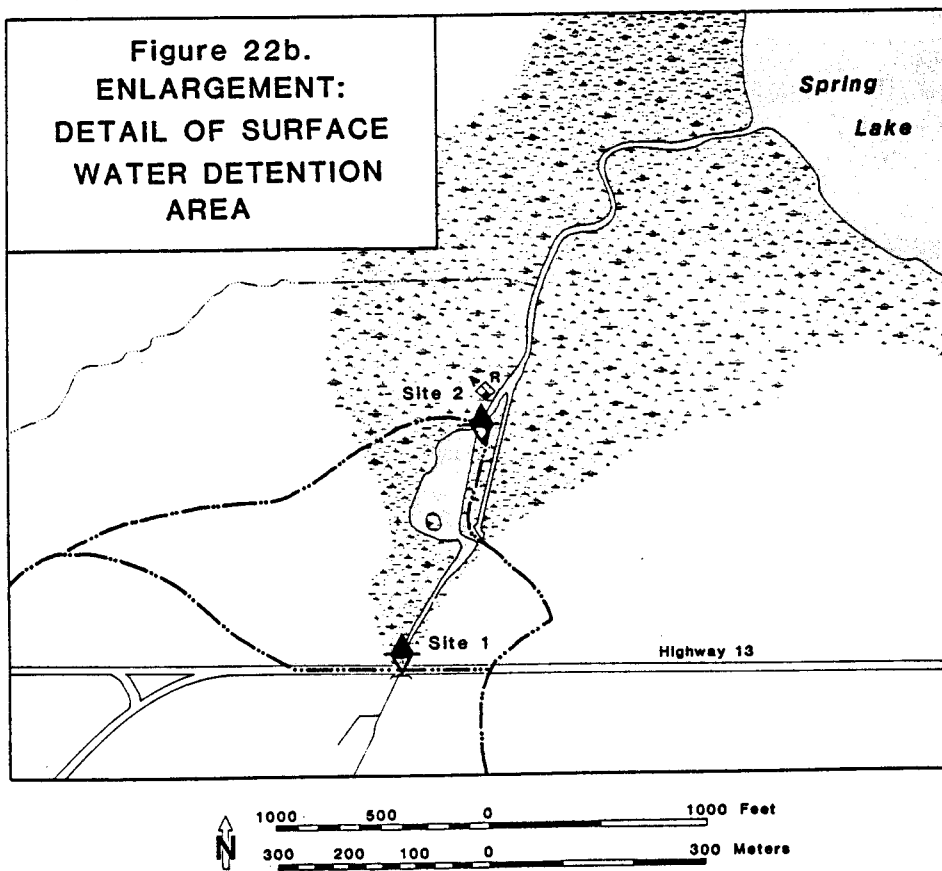 Figure 22b.
ENLARGEMENT:
DETAIL OF SURFACE
WATER DETENTION
AREA
Spring
Lake
A R
Site 2
Site 1
Highway 13
1000 500 0 1000 Feet
N
300 200 100 0 300 Meters